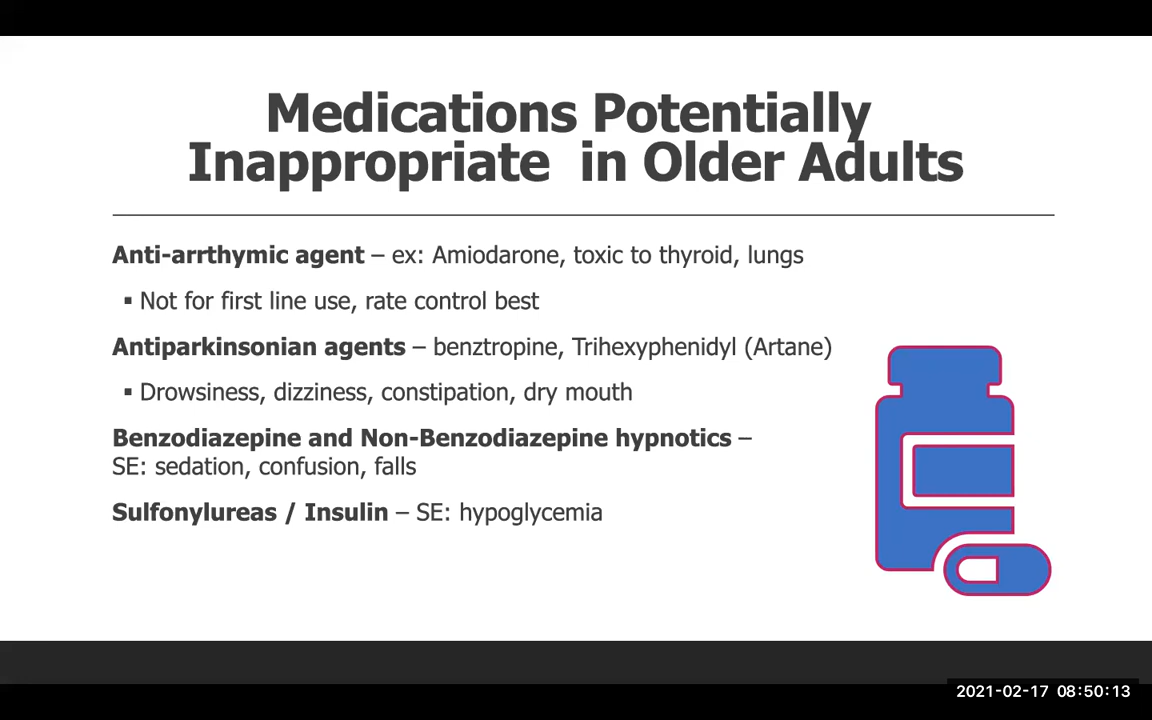 Medications Potentially
Inappropriate in Older Adults
Anti-arrthymic agent – ex: Amiodarone, toxic to thyroid, lungs
▪ Not for first line use, rate control best
Antiparkinsonian agents – benztropine, Trihexyphenidyl (Artane)
▪ Drowsiness, dizziness, constipation, dry mouth
Benzodiazepine and Non-Benzodiazepine hypnotics –
SE: sedation, confusion, falls
Sulfonylureas / Insulin – SE: hypoglycemia
2021-02-17 08:50:13